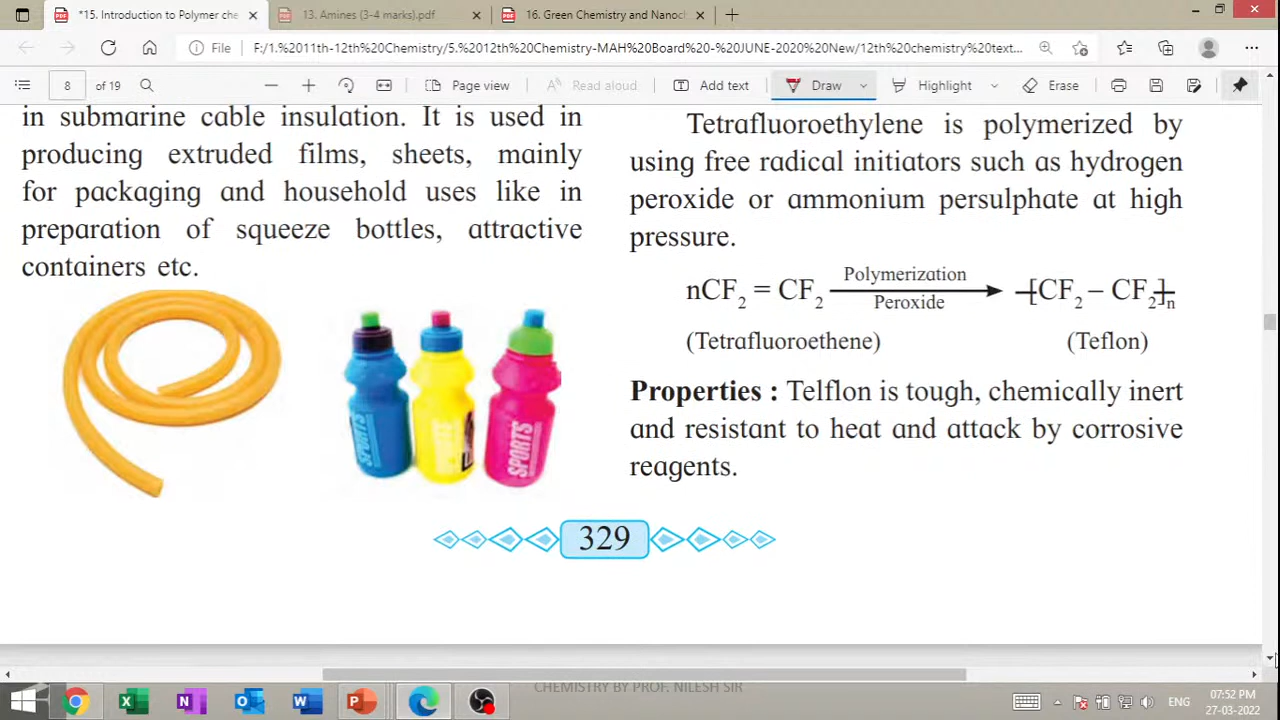 *15. Introduction to Polymer che
13. Amines (3-4 marks).pdf
16. Green Chemistry and Nanocl
File
F:/1.%2011th-12th%20Chemistry/5.%2012th%20Chemistry-MAH%20Board%20-%20JUNE-2020%20New/12th%20chemistry%20text...
8 of 19
Page view
Read aloud
Add text
Draw
Highlight
Erase
in submarine cable insulation. It is used in
producing extruded films, sheets, mainly
for packaging and household uses like in
preparation of squeeze bottles, attractive
containers etc.
SPORTS
SPORTS
SPORTS
Tetrafluoroethylene is polymerized by
using free radical initiators such as hydrogen
peroxide or ammonium persulphate at high
pressure.
Polymerization
nCF₂ = CF₂ ⟶ -[CF₂ – CF₂]-ₙ
Peroxide
(Tetrafluoroethene) (Teflon)
Properties : Telflon is tough, chemically inert
and resistant to heat and attack by corrosive
reagents.
329
CHEMISTRY BY PROF. NILESH SIR
ENG
07:52 PM
27-03-2022